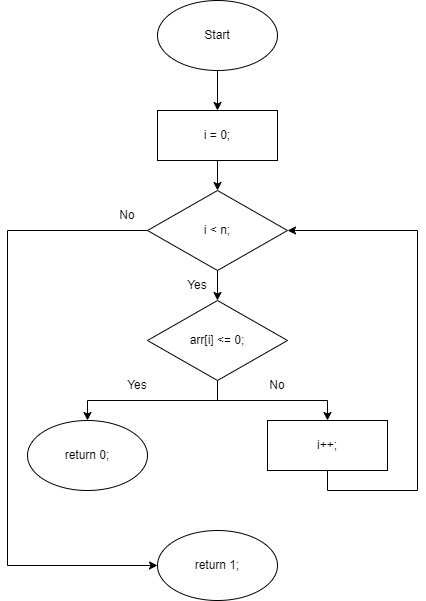 Start
i = 0;
No
i < n;
Yes
arr[i] <= 0;
Yes
No
return 0;
i++;
return 1;